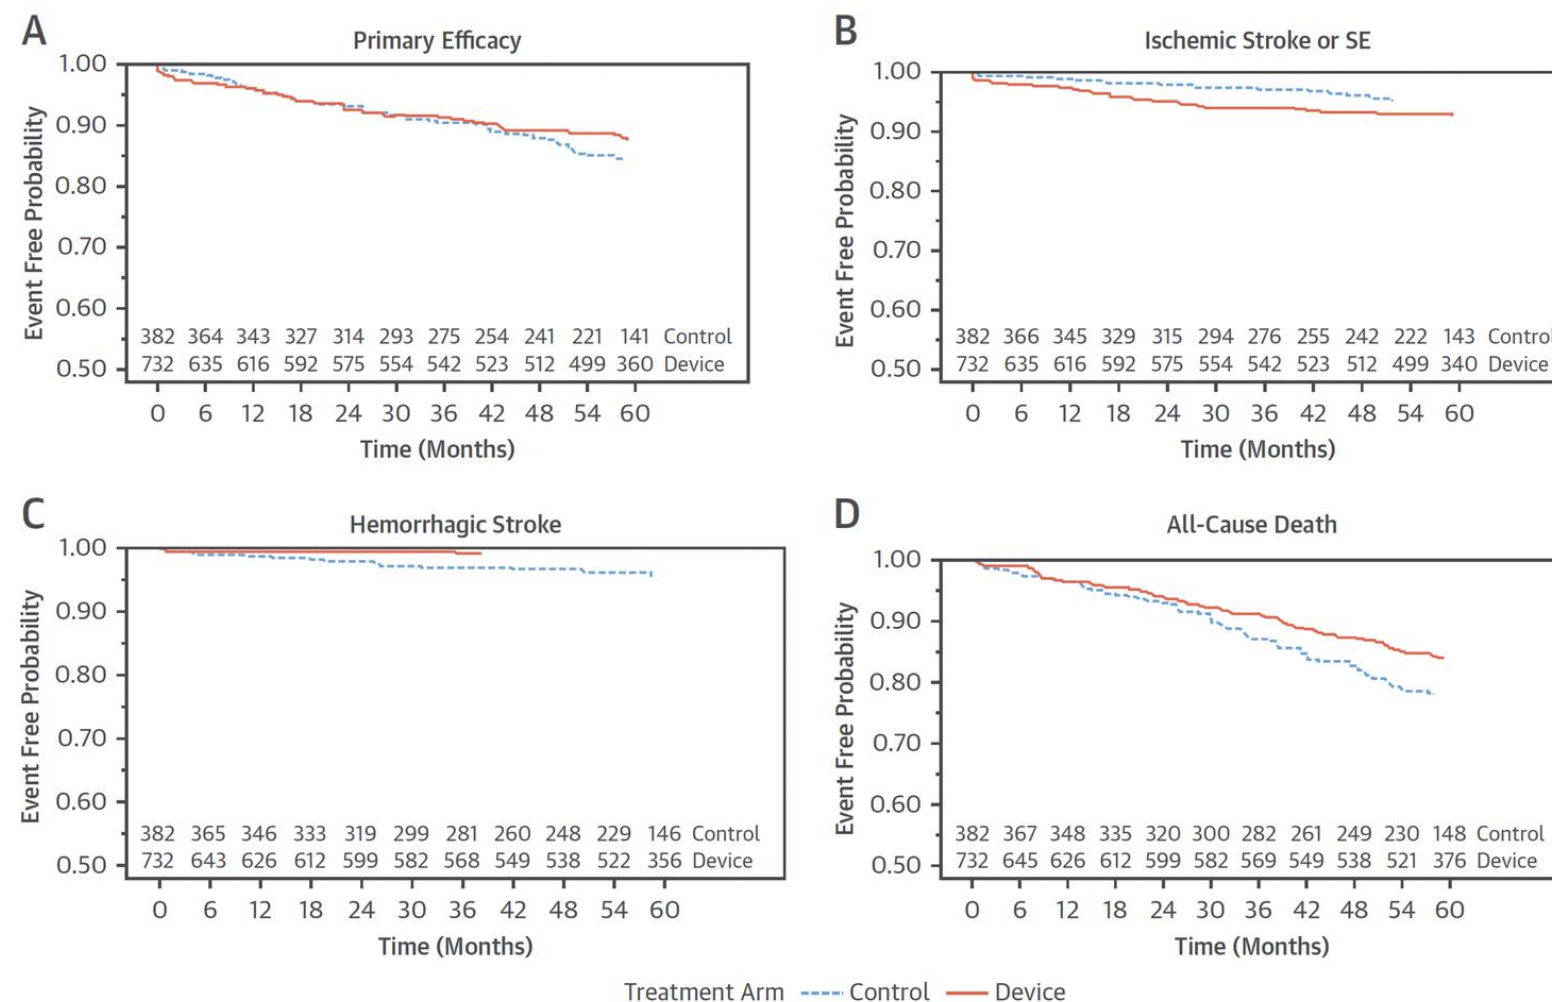 A
Primary Efficacy
Event Free Probability
1.00
0.90
0.80
0.70
0.60
0.50
382 364 343 327 314 293 275 254 241 221 141 Control
732 635 616 592 575 554 542 523 512 499 360 Device
0 6 12 18 24 30 36 42 48 54 60
Time (Months)
B
Ischemic Stroke or SE
Event Free Probability
1.00
0.90
0.80
0.70
0.60
0.50
382 366 345 329 315 294 276 255 242 222 143 Control
732 635 616 592 575 554 542 523 512 499 340 Device
0 6 12 18 24 30 36 42 48 54 60
Time (Months)
C
Hemorrhagic Stroke
Event Free Probability
1.00
0.90
0.80
0.70
0.60
0.50
382 365 346 333 319 299 281 260 248 229 146 Control
732 643 626 612 599 582 568 549 538 522 356 Device
0 6 12 18 24 30 36 42 48 54 60
Time (Months)
D
All-Cause Death
Event Free Probability
1.00
0.90
0.80
0.70
0.60
0.50
382 367 348 335 320 300 282 261 249 230 148 Control
732 645 626 612 599 582 569 549 538 521 376 Device
0 6 12 18 24 30 36 42 48 54 60
Time (Months)
Treatment Arm Control Device